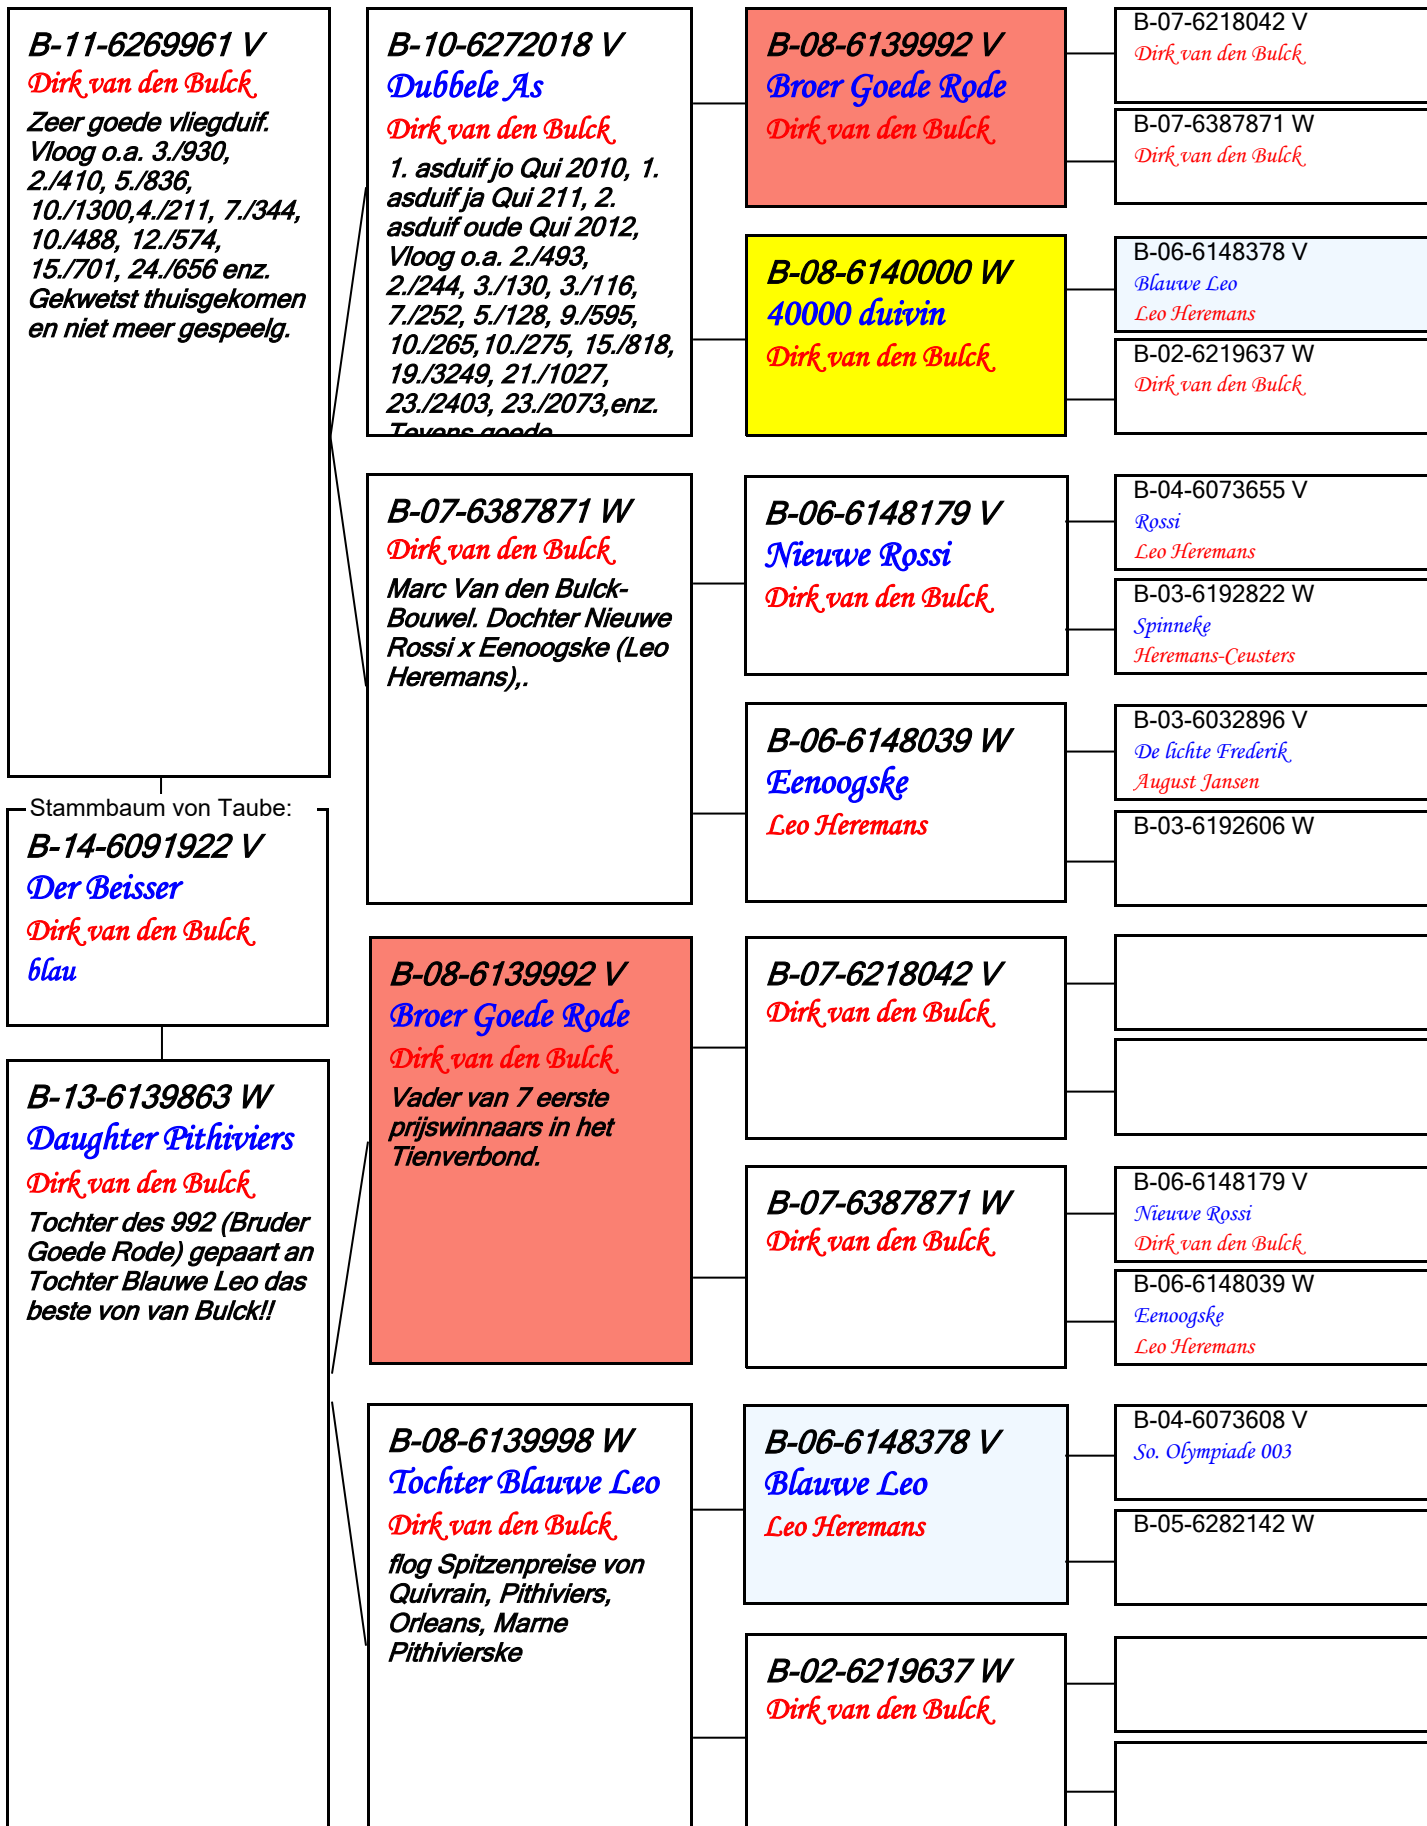 B-11-6269961 V
Dirk van den Bulck
Zeer goede vliegduif.
Vloog o.a. 3./930,
2./410, 5./836,
10./1300,4./211, 7./344,
10./488, 12./574,
15./701, 24./656 enz.
Gekwetst thuisgekomen
en niet meer gespeelg.
Stammbaum von Taube:
B-14-6091922 V
Der Beisser
Dirk van den Bulck
blau
B-13-6139863 W
Daughter Pithiviers
Dirk van den Bulck
Tochter des 992 (Bruder
Goede Rode) gepaart an
Tochter Blauwe Leo das
beste von van Bulck!!
B-10-6272018 V
Dubbele As
Dirk van den Bulck
1. asduif jo Qui 2010, 1.
asduif ja Qui 211, 2.
asduif oude Qui 2012,
Vloog o.a. 2./493,
2./244, 3./130, 3./116,
7./252, 5./128, 9./595,
10./265,10./275, 15./818,
19./3249, 21./1027,
23./2403, 23./2073,enz.
Tevens goede
B-07-6387871 W
Dirk van den Bulck
Marc Van den Bulck-
Bouwel. Dochter Nieuwe
Rossi x Eenoogske (Leo
Heremans),.
B-08-6139992 V
Broer Goede Rode
Dirk van den Bulck
Vader van 7 eerste
prijswinnaars in het
Tienverbond.
B-08-6139998 W
Tochter Blauwe Leo
Dirk van den Bulck
flog Spitzenpreise von
Quivrain, Pithiviers,
Orleans, Marne
Pithivierske
B-08-6139992 V
Broer Goede Rode
Dirk van den Bulck
B-08-6140000 W
40000 duivin
Dirk van den Bulck
B-06-6148179 V
Nieuwe Rossi
Dirk van den Bulck
B-06-6148039 W
Eenoogske
Leo Heremans
B-07-6218042 V
Dirk van den Bulck
B-07-6387871 W
Dirk van den Bulck
B-06-6148378 V
Blauwe Leo
Leo Heremans
B-02-6219637 W
Dirk van den Bulck
B-07-6218042 V
Dirk van den Bulck
B-07-6387871 W
Dirk van den Bulck
B-06-6148378 V
Blauwe Leo
Leo Heremans
B-02-6219637 W
Dirk van den Bulck
B-04-6073655 V
Rossi
Leo Heremans
B-03-6192822 W
Spinneke
Heremans-Ceusters
B-03-6032896 V
De lichte Frederik
August Jansen
B-03-6192606 W
B-06-6148179 V
Nieuwe Rossi
Dirk van den Bulck
B-06-6148039 W
Eenoogske
Leo Heremans
B-04-6073608 V
So. Olympiade 003
B-05-6282142 W